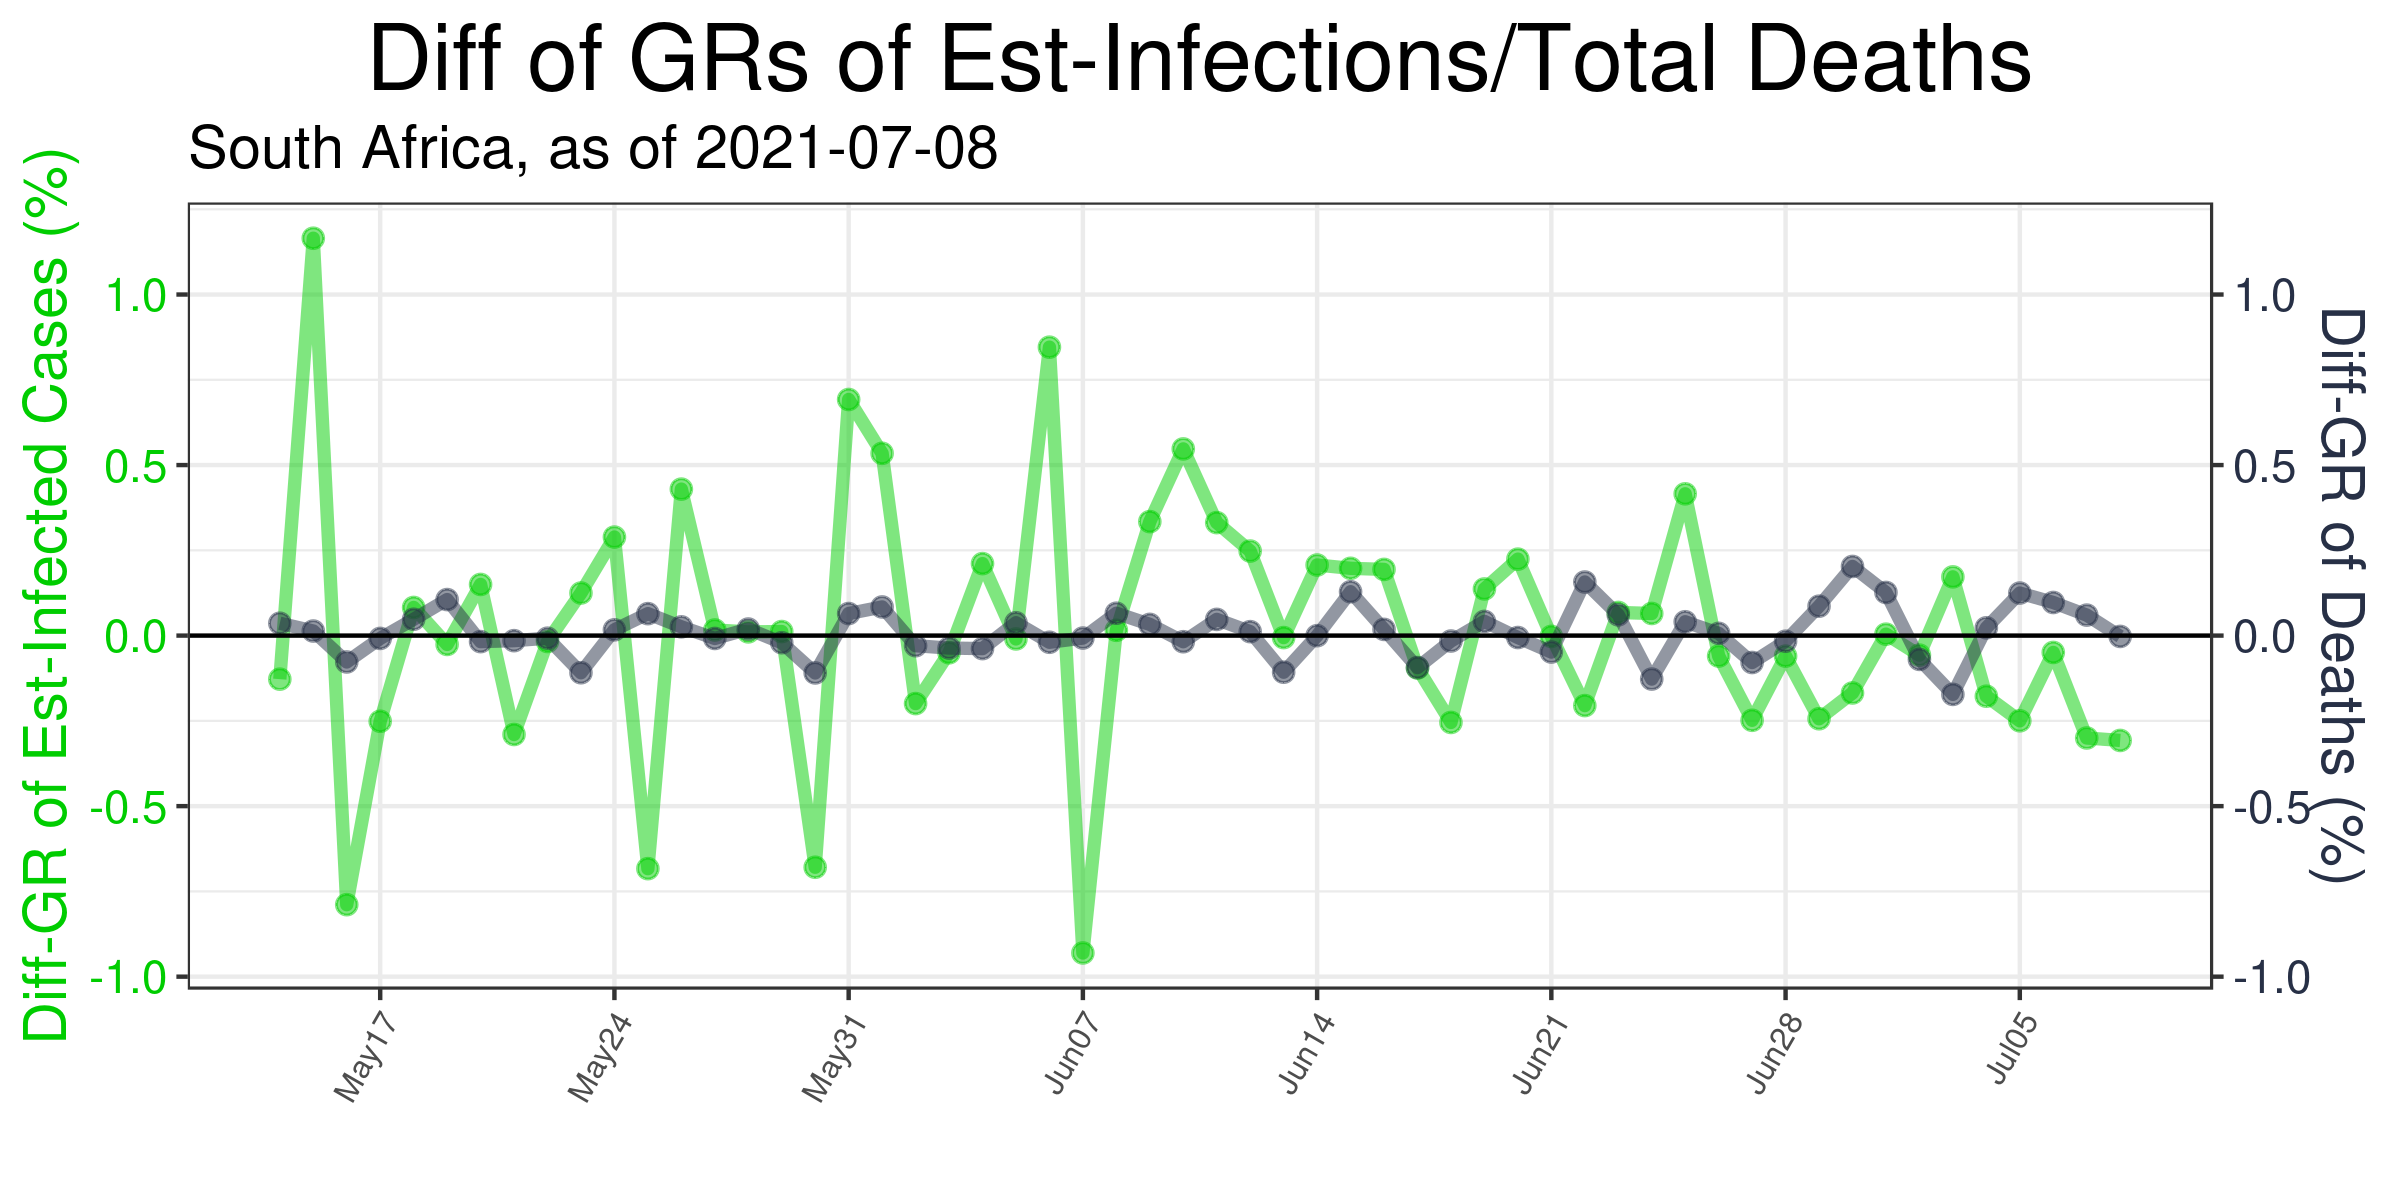 Diff of GRs of Est-Infections/Total Deaths
South Africa, as of 2021-07-08
Diff-GR of Est-Infected Cases (%)
1.0
0.5
0.0
-0.5
-1.0
1.0
0.5
0.0
-0.5
-1.0
Diff-GR of Deaths (%)
May17
May24
May31
Jun07
Jun14
Jun21
Jun28
Jul05